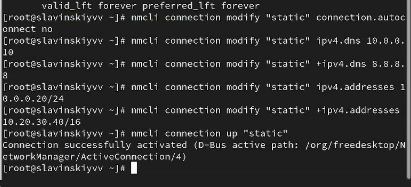 valid_lft forever preferred_lft forever
[root@slavinskiyvv ~]# nmcli connection modify "static" connection.autoc
onnect no
[root@slavinskiyvv ~]# nmcli connection modify "static" ipv4.dns 10.0.0.
10
[root@slavinskiyvv ~]# nmcli connection modify "static" +ipv4.dns 8.8.8.
8
[root@slavinskiyvv ~]# nmcli connection modify "static" ipv4.addresses 1
0.0.0.20/24
[root@slavinskiyvv ~]# nmcli connection modify "static" +ipv4.addresses
10.20.30.40/16
[root@slavinskiyvv ~]# nmcli connection up "static"
Connection successfully activated (D-Bus active path: /org/freedesktop/N
etworkManager/ActiveConnection/4)
[root@slavinskiyvv ~]#